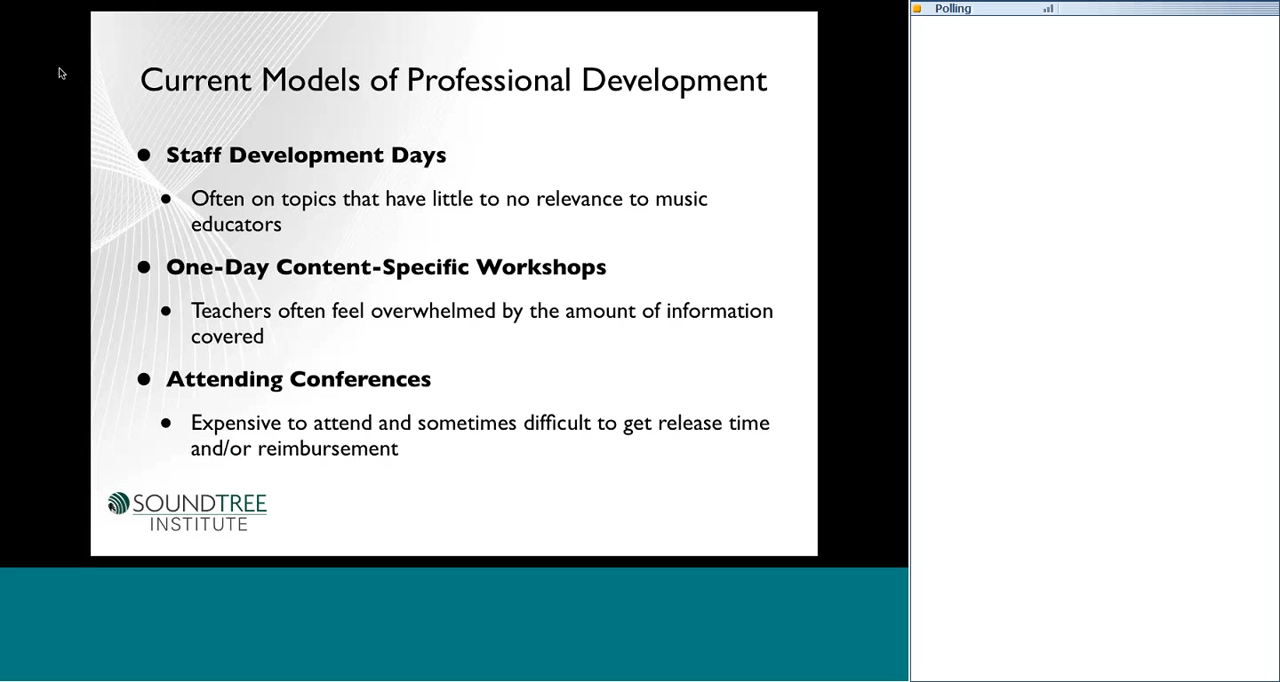 Polling
Current Models of Professional Development
● Staff Development Days
● Often on topics that have little to no relevance to music
educators
● One-Day Content-Specific Workshops
● Teachers often feel overwhelmed by the amount of information
covered
● Attending Conferences
● Expensive to attend and sometimes difficult to get release time
and/or reimbursement
SOUNDTREE
INSTITUTE